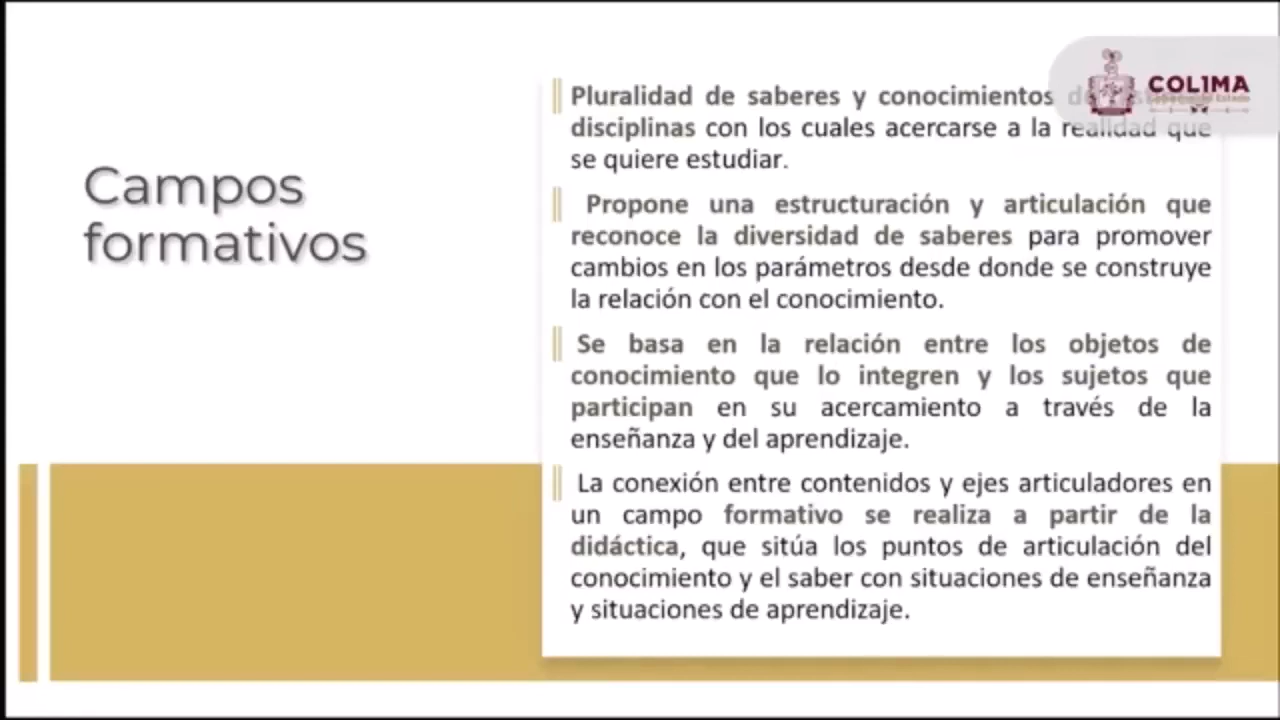 Campos
formativos
Pluralidad de saberes y conocimientos
disciplinas con los cuales acercarse a la realidad que
se quiere estudiar.
Propone una estructuración y articulación que
reconoce la diversidad de saberes para promover
cambios en los parámetros desde donde se construye
la relación con el conocimiento.
Se basa en la relación entre los objetos de
conocimiento que lo integren y los sujetos que
participan en su acercamiento a través de la
enseñanza y del aprendizaje.
La conexión entre contenidos y ejes articuladores en
un campo formativo se realiza a partir de la
didáctica, que sitúa los puntos de articulación del
conocimiento y el saber con situaciones de enseñanza
y situaciones de aprendizaje.
COL1MA